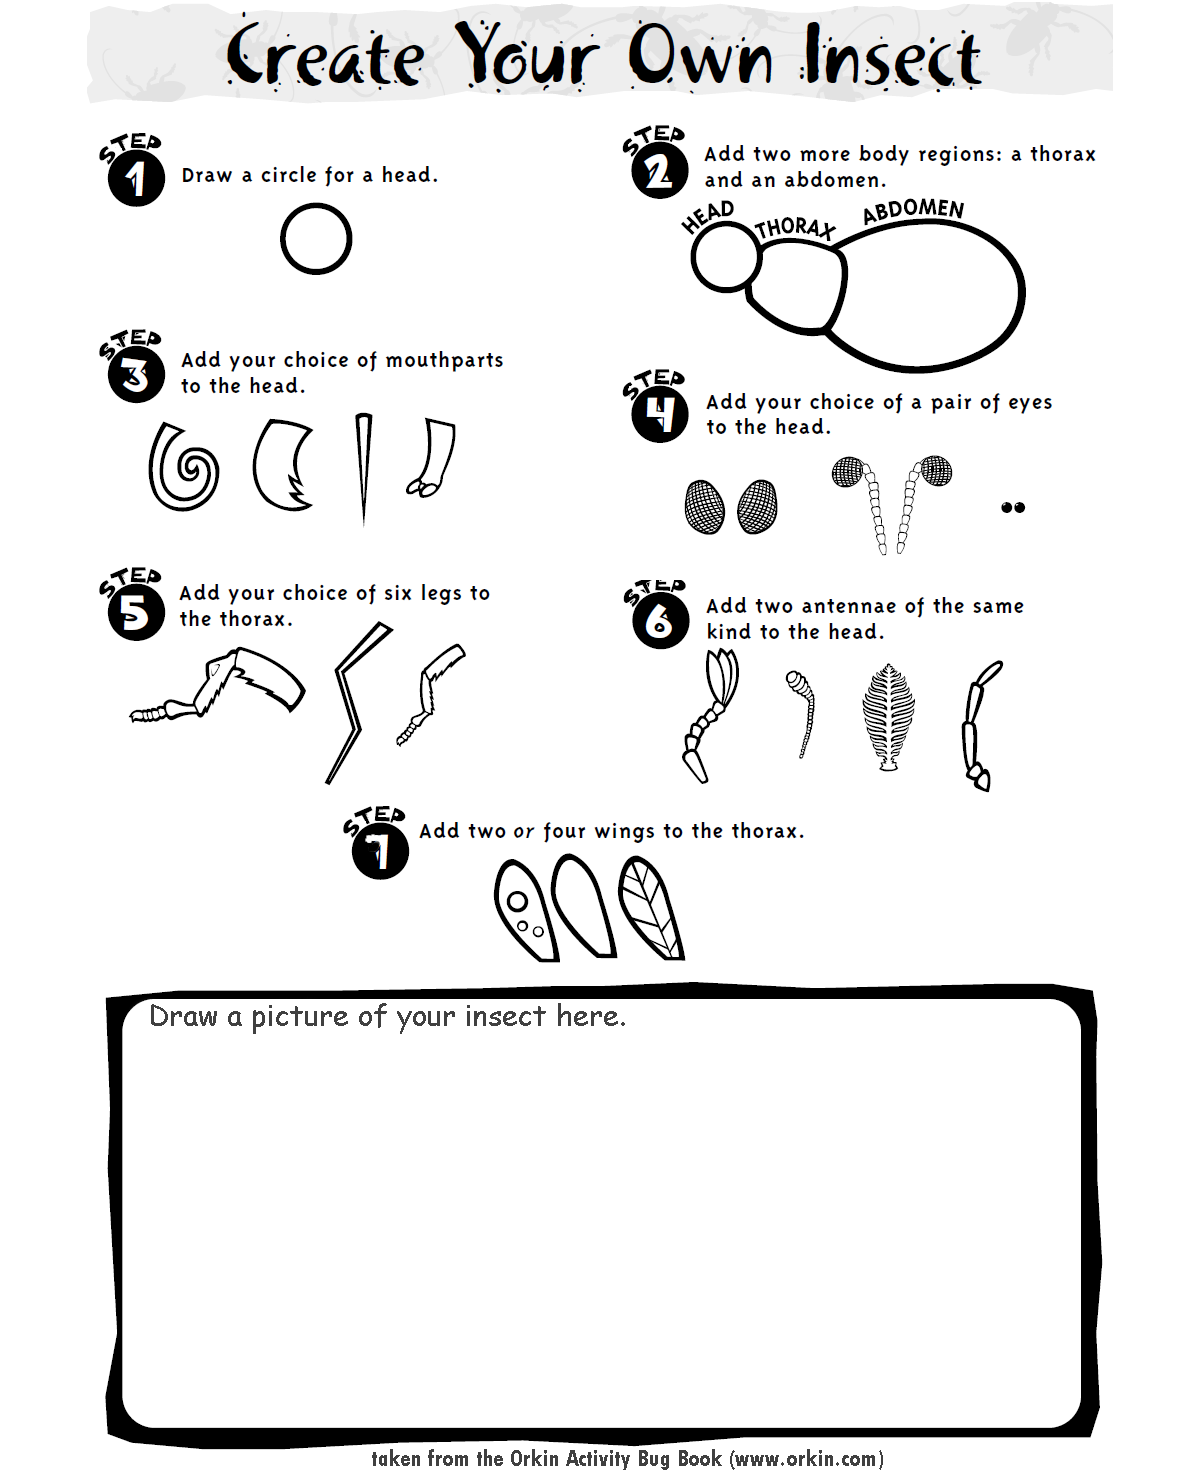 Create Your Own Insect
STEP
1
Draw a circle for a head.
STEP
2
Add two more body regions: a thorax
and an abdomen.
HEAD
THORAX
ABDOMEN
STEP
3
Add your choice of mouthparts
to the head.
STEP
4
Add your choice of a pair of eyes
to the head.
STEP
5
Add your choice of six legs to
the thorax.
STEP
6
Add two antennae of the same
kind to the head.
STEP
7
Add two or four wings to the thorax.
Draw a picture of your insect here.
taken from the Orkin Activity Bug Book (www.orkin.com)